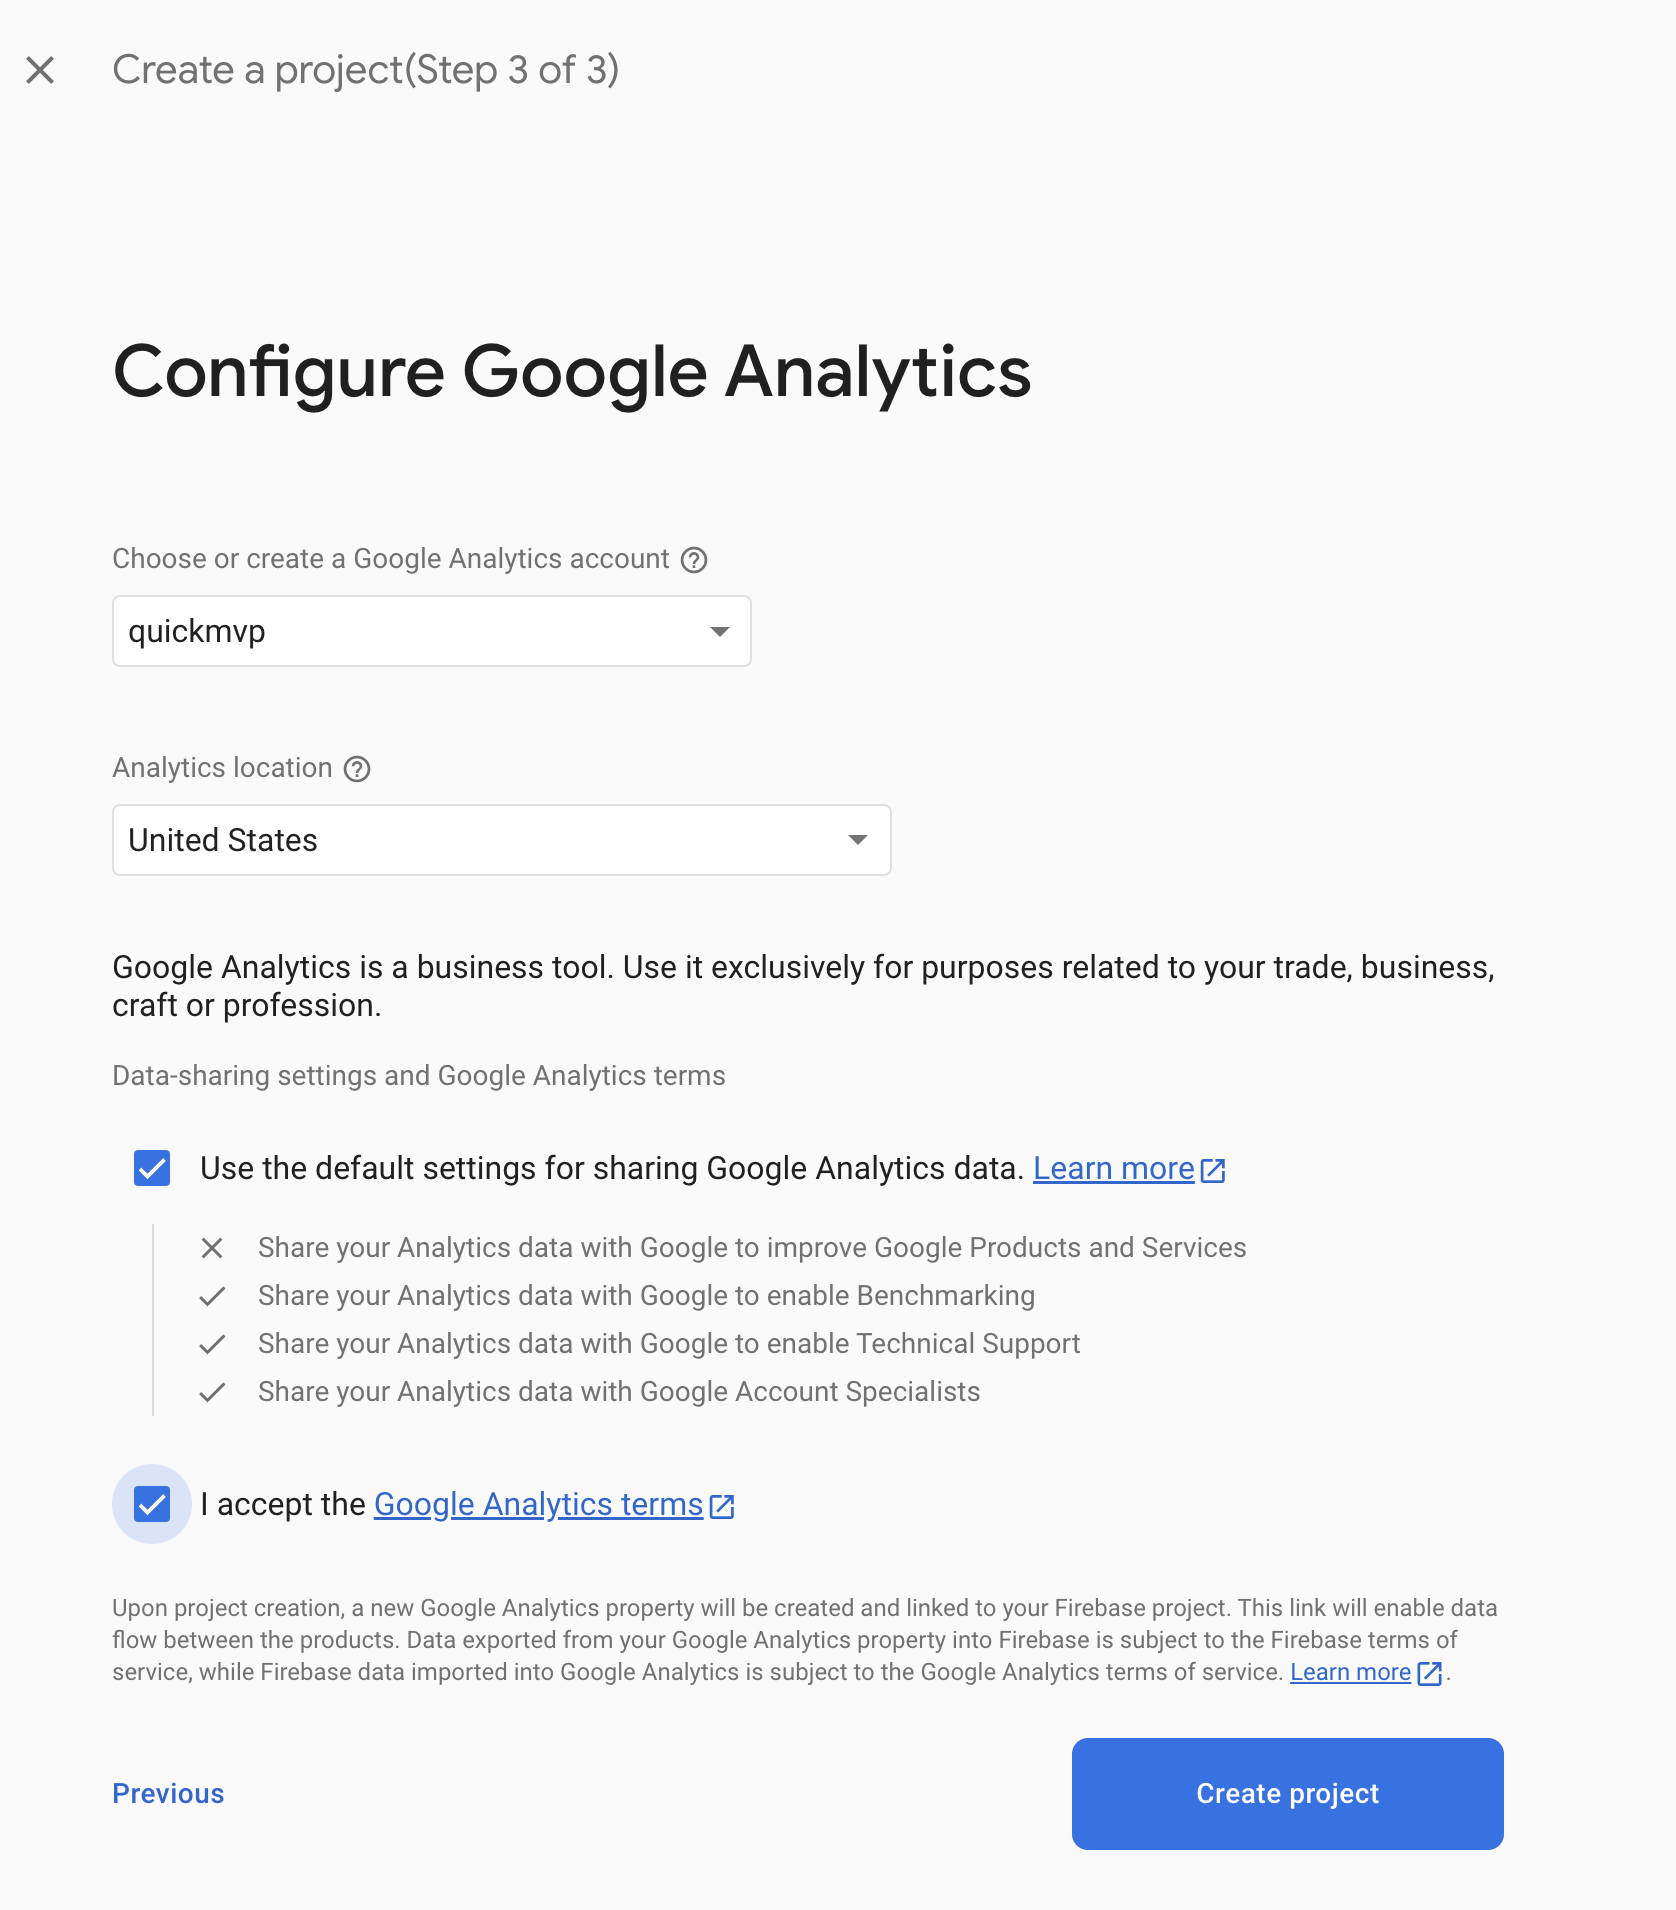 Create a project(Step 3 of 3)
Configure Google Analytics
Choose or create a Google Analytics account
quickmvp
Analytics location
United States
Google Analytics is a business tool. Use it exclusively for purposes related to your trade, business,
craft or profession.
Data-sharing settings and Google Analytics terms
Use the default settings for sharing Google Analytics data. Learn more
Share your Analytics data with Google to improve Google Products and Services
Share your Analytics data with Google to enable Benchmarking
Share your Analytics data with Google to enable Technical Support
Share your Analytics data with Google Account Specialists
I accept the Google Analytics terms
Upon project creation, a new Google Analytics property will be created and linked to your Firebase project. This link will enable data
flow between the products. Data exported from your Google Analytics property into Firebase is subject to the Firebase terms of
service, while Firebase data imported into Google Analytics is subject to the Google Analytics terms of service. Learn more .
Previous
Create project